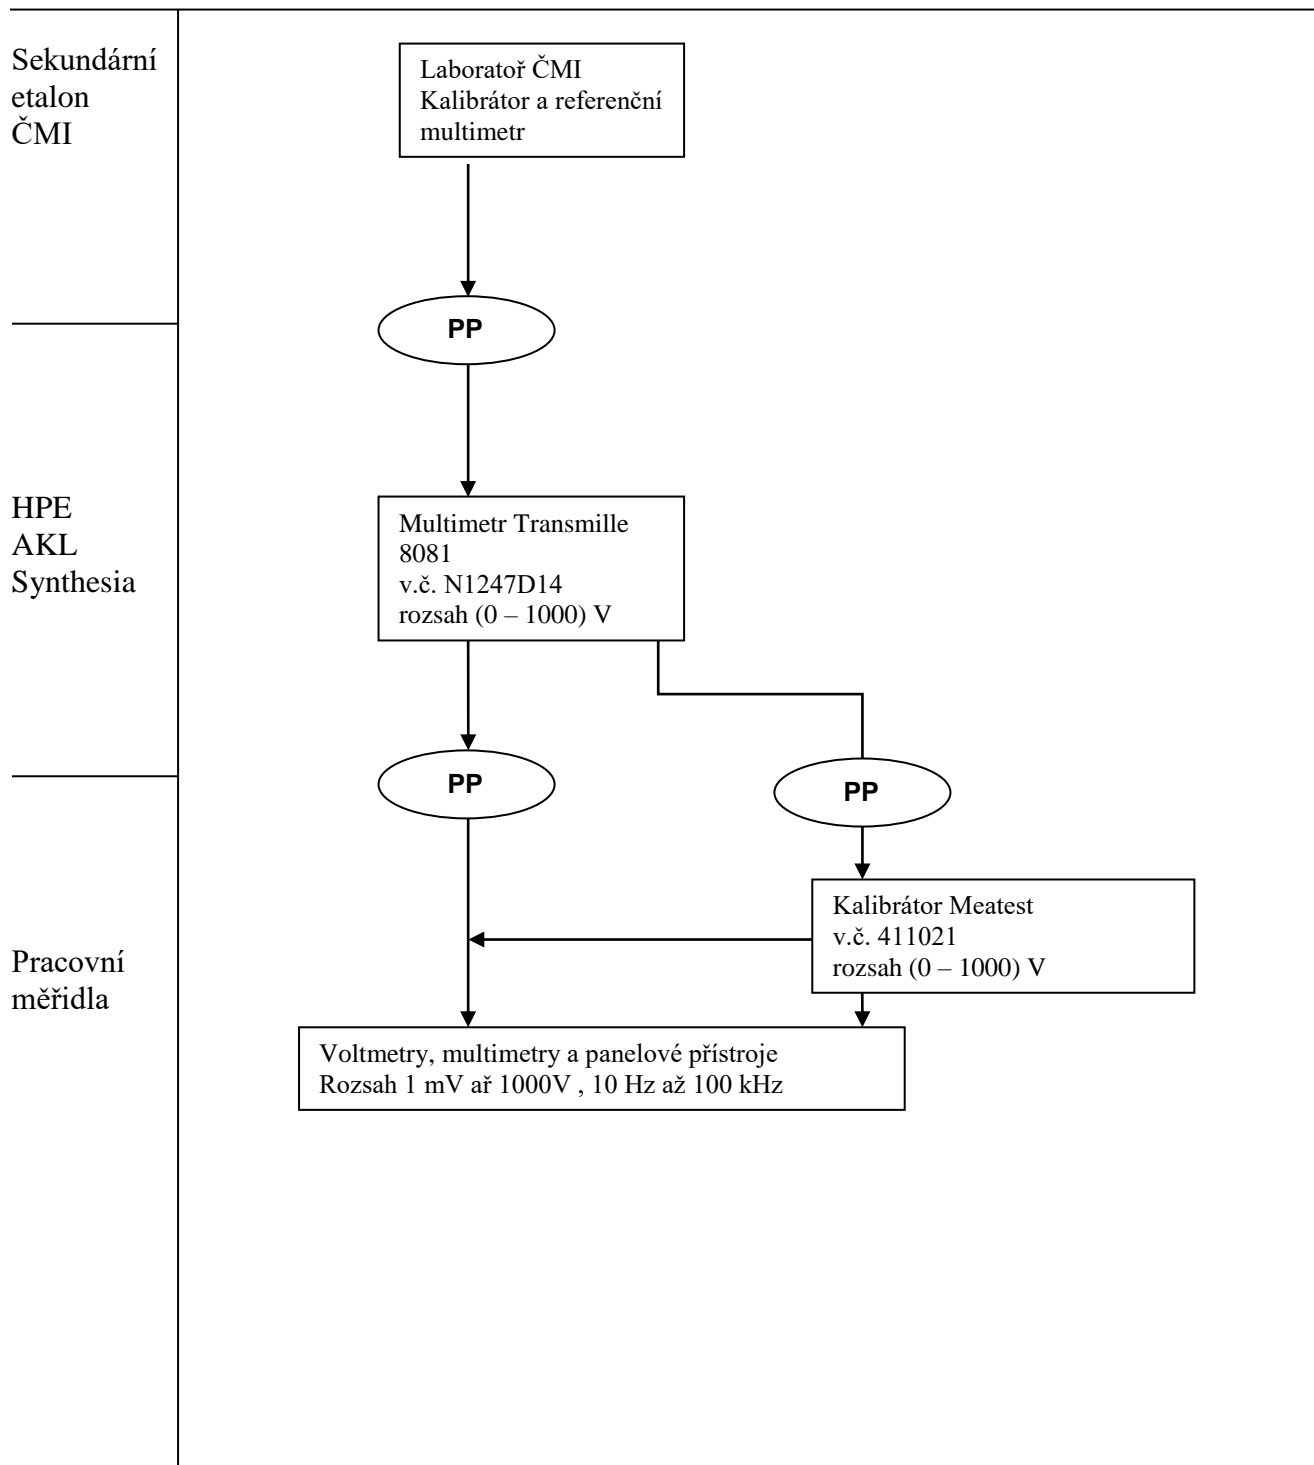 Sekundární
etalon
ČMI
Laboratoř ČMI
Kalibrátor a referenční
multimetr
PP
HPE
AKL
Synthesia
Multimetr Transmille
8081
v.č. N1247D14
rozsah (0 – 1000) V
PP
PP
Kalibrátor Meatest
v.č. 411021
rozsah (0 – 1000) V
Pracovní
měřidla
Voltmetry, multimetry a panelové přístroje
Rozsah 1 mV ař 1000V , 10 Hz až 100 kHz